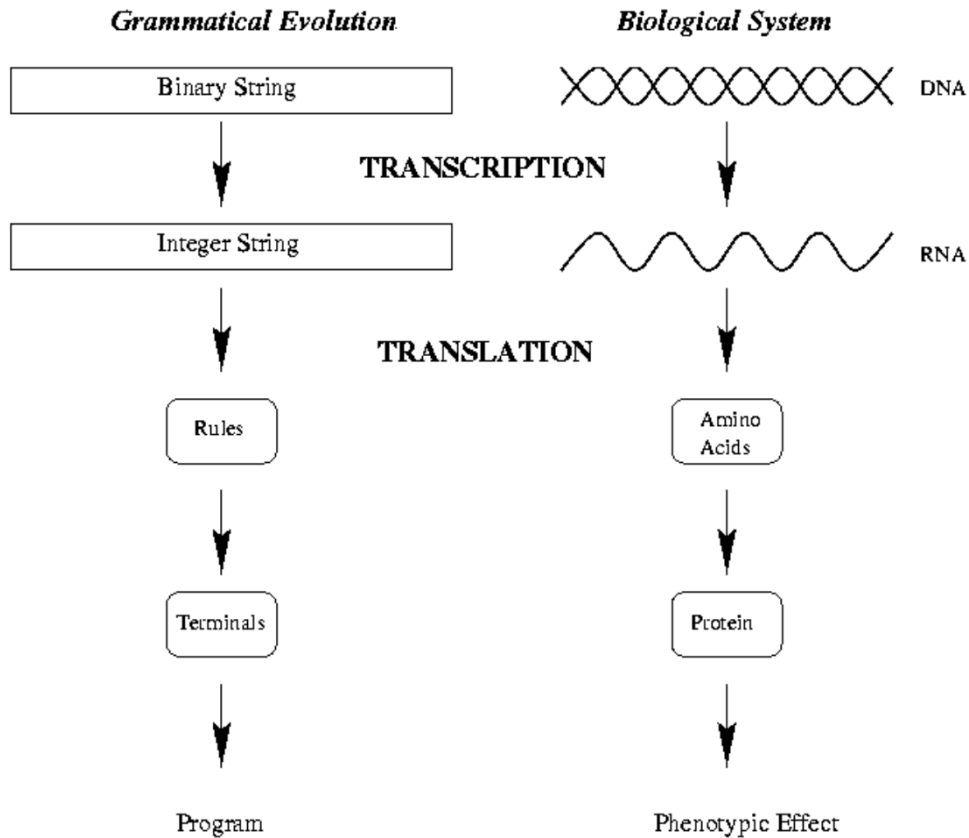 Grammatical Evolution
Biological System
Binary String
DNA
TRANSCRIPTION
Integer String
RNA
TRANSLATION
Rules
Amino
Acids
Terminals
Protein
Program
Phenotypic Effect